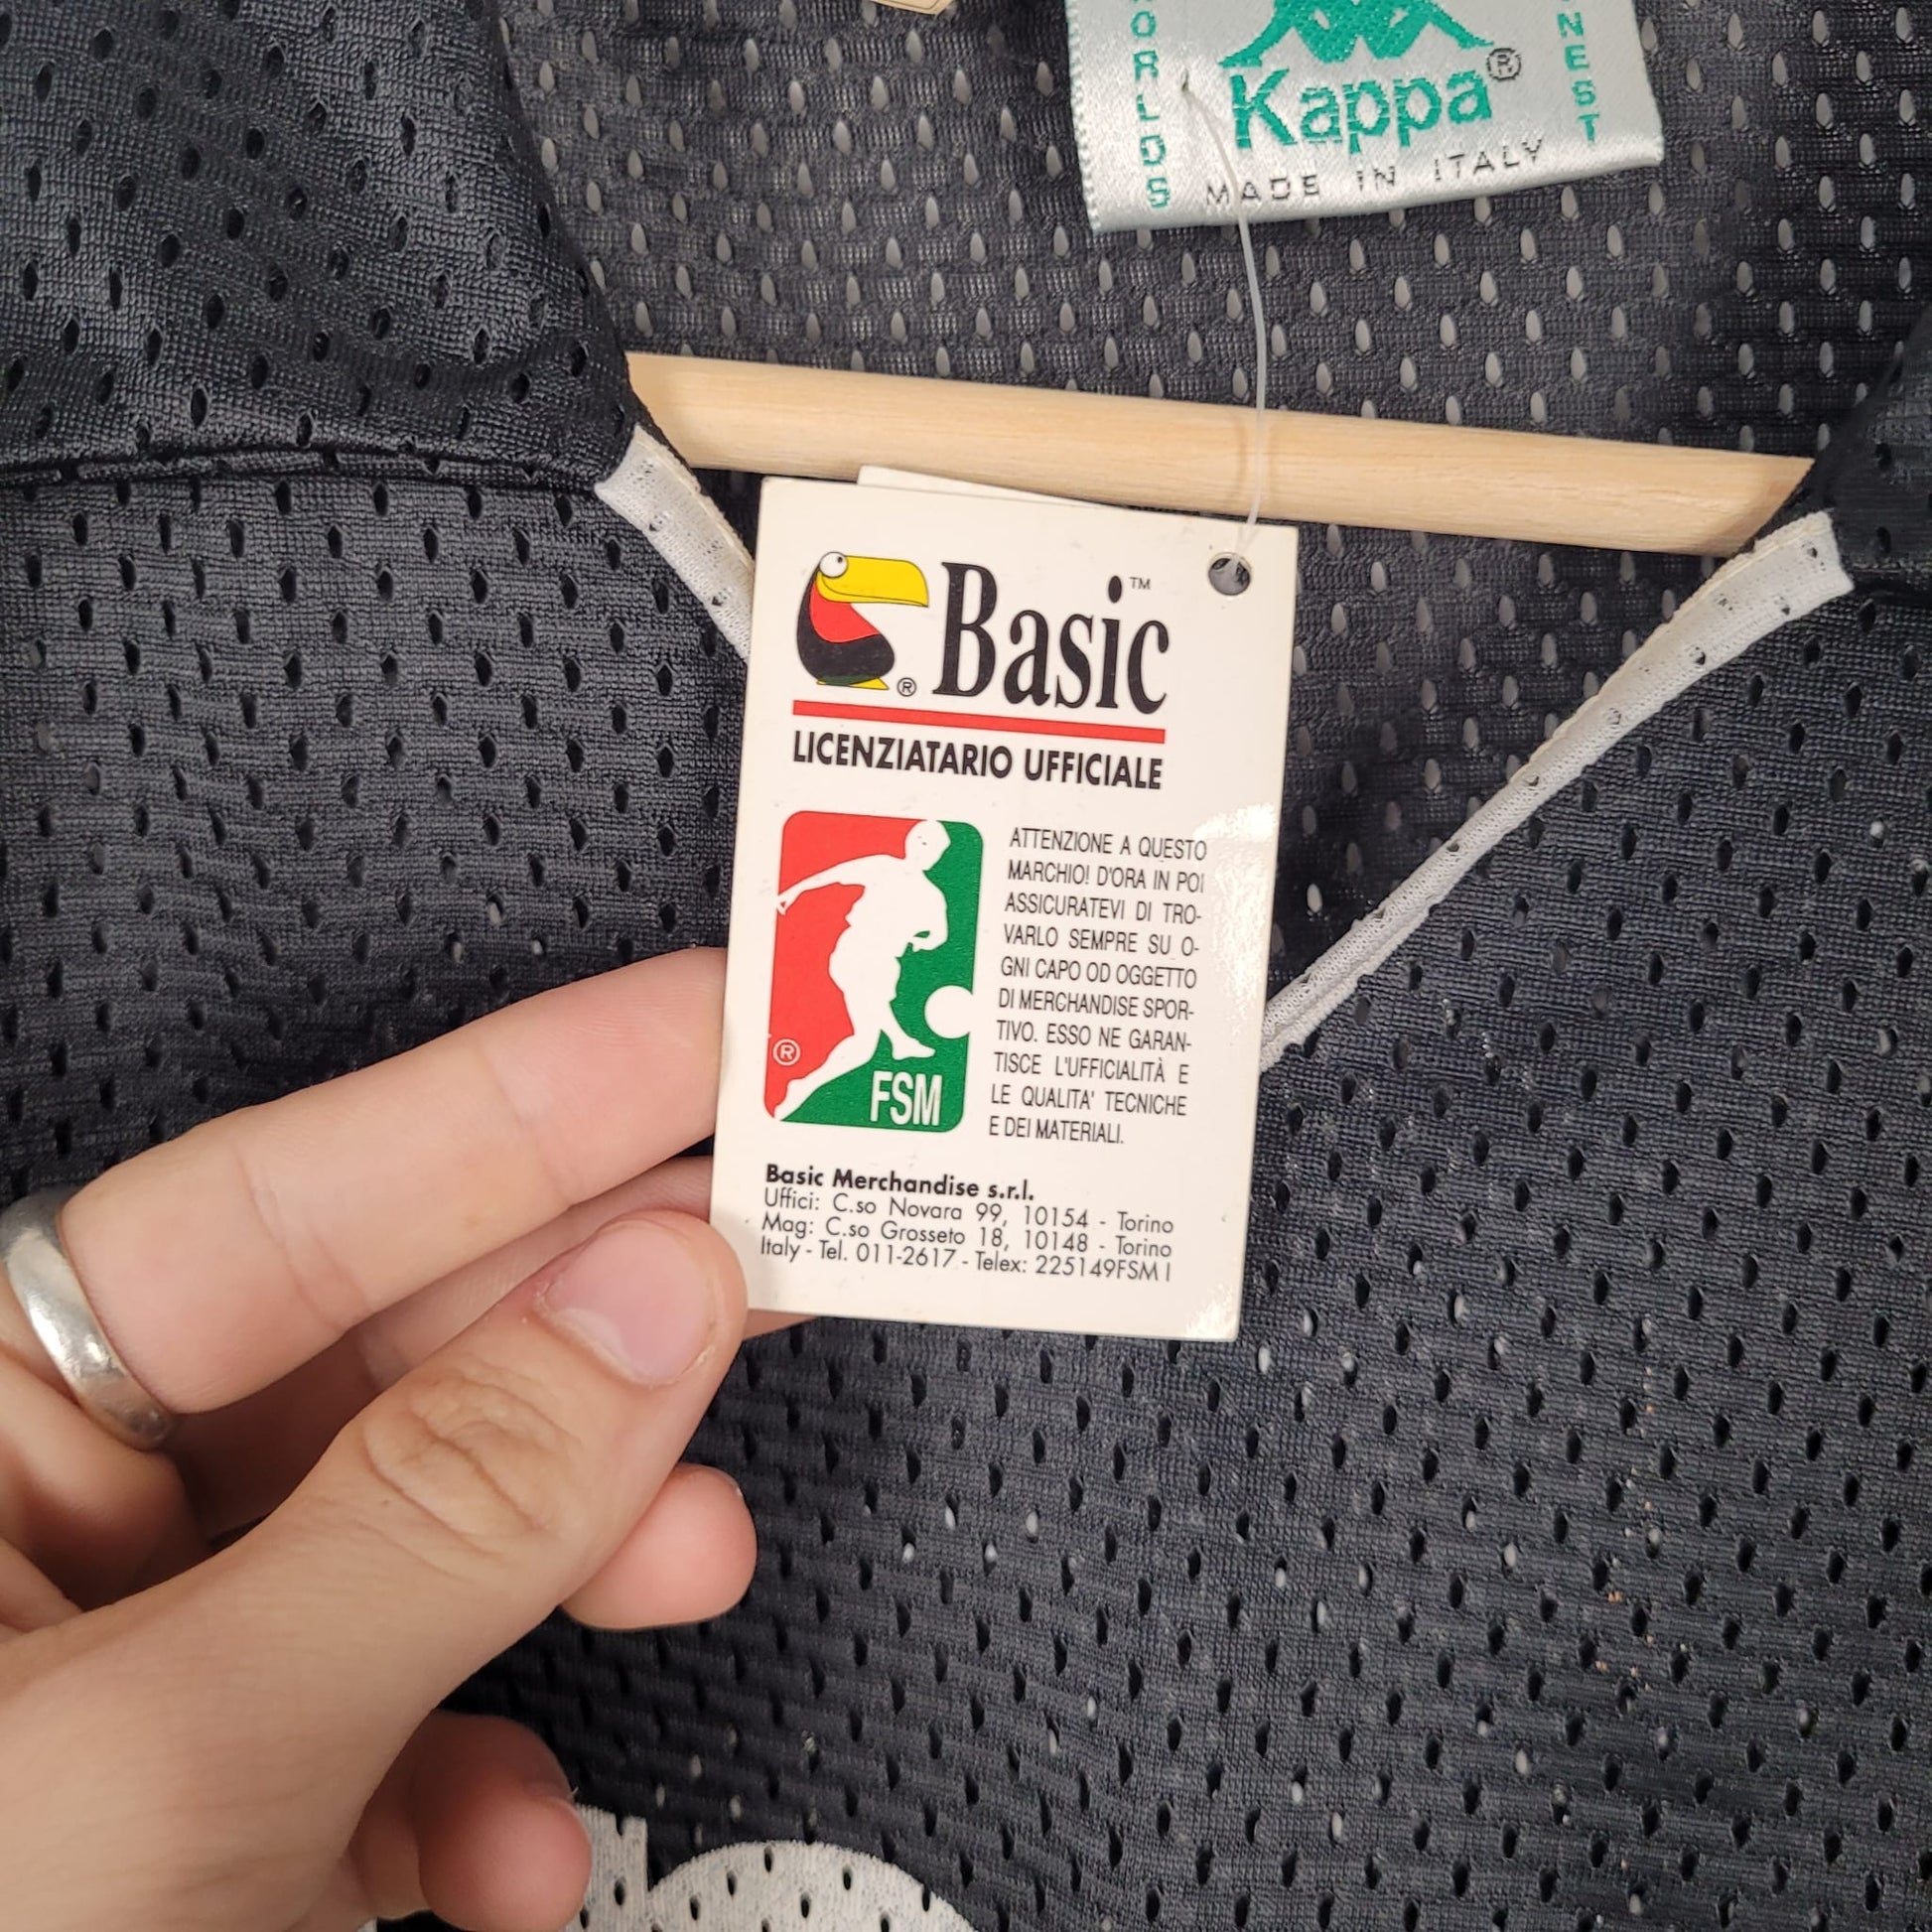 WORLDS
FINEST
Kappa®
MADE IN ITALY
Basic™
®
LICENZIATARIO UFFICIALE
ATTENZIONE A QUESTO
MARCHIO! D'ORA IN POI
ASSICURATEVI DI TRO-
VARLO SEMPRE SU O-
GNI CAPO OD OGGETTO
DI MERCHANDISE SPOR-
TIVO. ESSO NE GARAN-
TISCE L'UFFICIALITÀ E
LE QUALITA' TECNICHE
E DEI MATERIALI.
®
FSM
Basic Merchandise s.r.l.
Uffici: C.so Novara 99, 10154 - Torino
Mag: C.so Grosseto 18, 10148 - Torino
Italy - Tel. 011-2617 - Telex: 225149FSM I